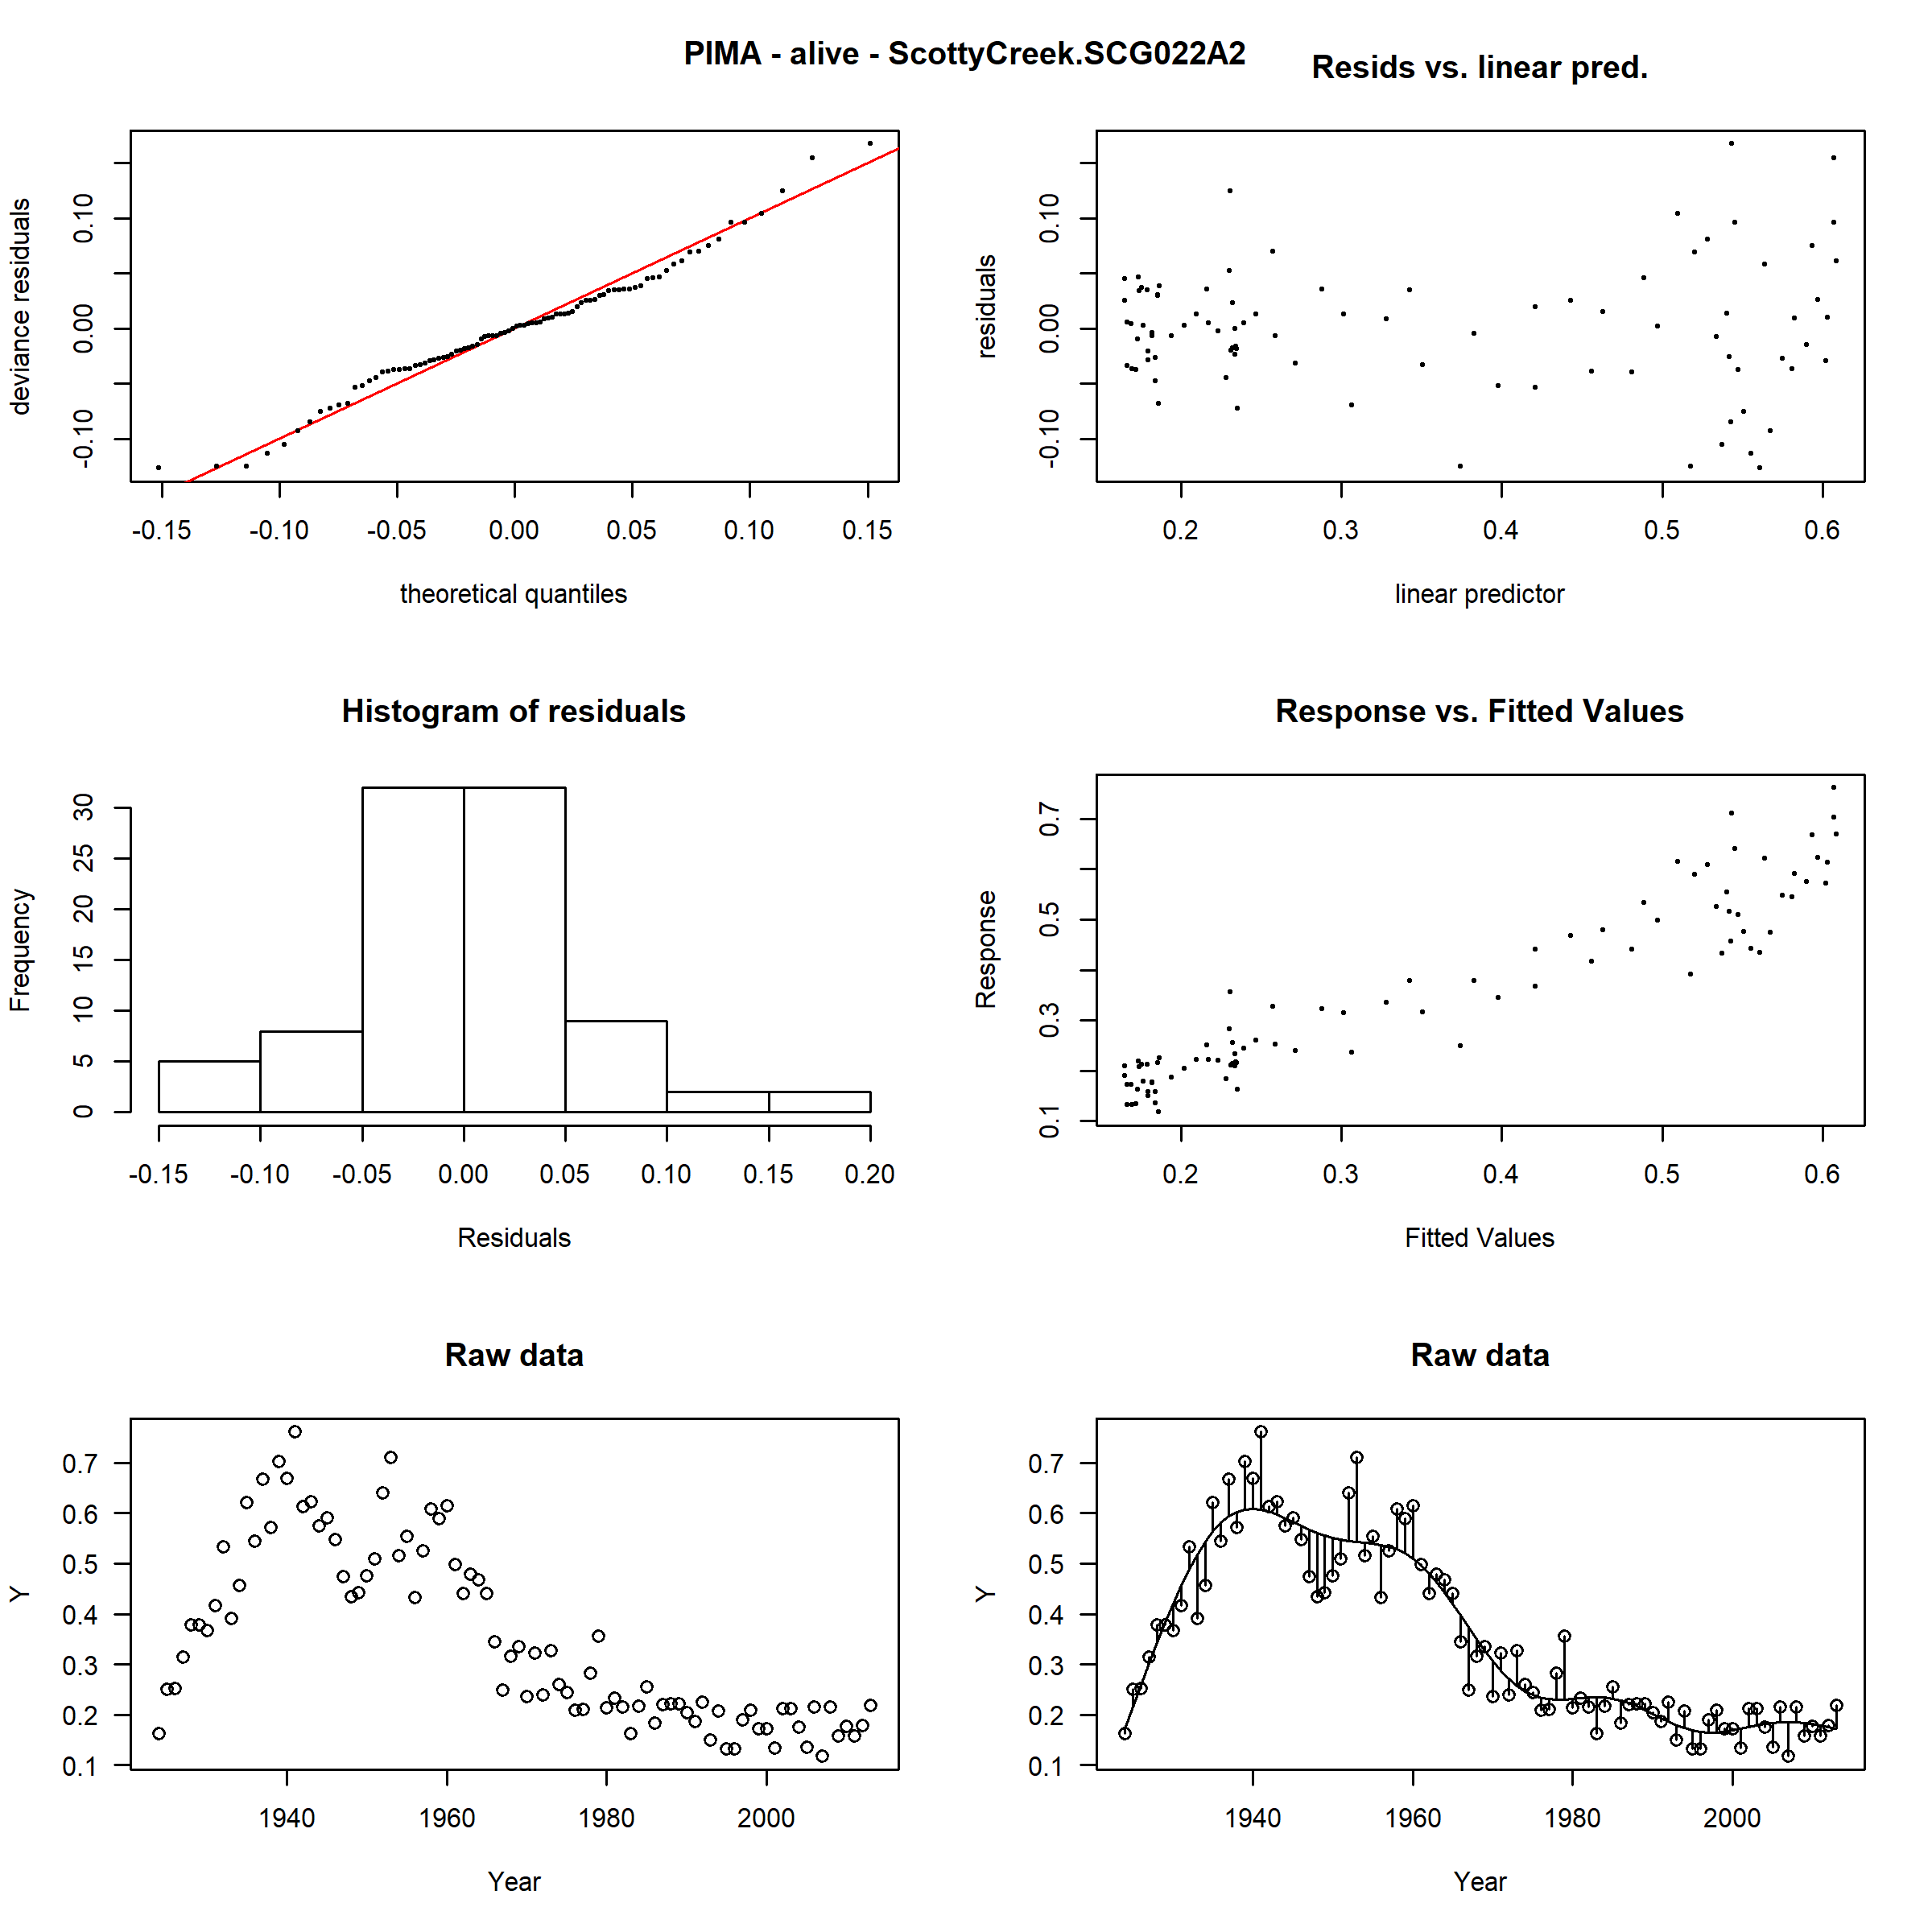 PIMA - alive - ScottyCreek.SCG022A2
Resids vs. linear pred.
deviance residuals
-0.10 0.00 0.10
-0.15 -0.10 -0.05 0.00 0.05 0.10 0.15
theoretical quantiles
residuals
-0.10 0.00 0.10
0.2 0.3 0.4 0.5 0.6
linear predictor
Histogram of residuals
Frequency
0 5 10 15 20 25 30
-0.15 -0.10 -0.05 0.00 0.05 0.10 0.15 0.20
Residuals
Response vs. Fitted Values
Response
0.1 0.3 0.5 0.7
0.2 0.3 0.4 0.5 0.6
Fitted Values
Raw data
Y
0.7
0.6
0.5
0.4
0.3
0.2
0.1
1940 1960 1980 2000
Year
Raw data
Y
0.7
0.6
0.5
0.4
0.3
0.2
0.1
1940 1960 1980 2000
Year